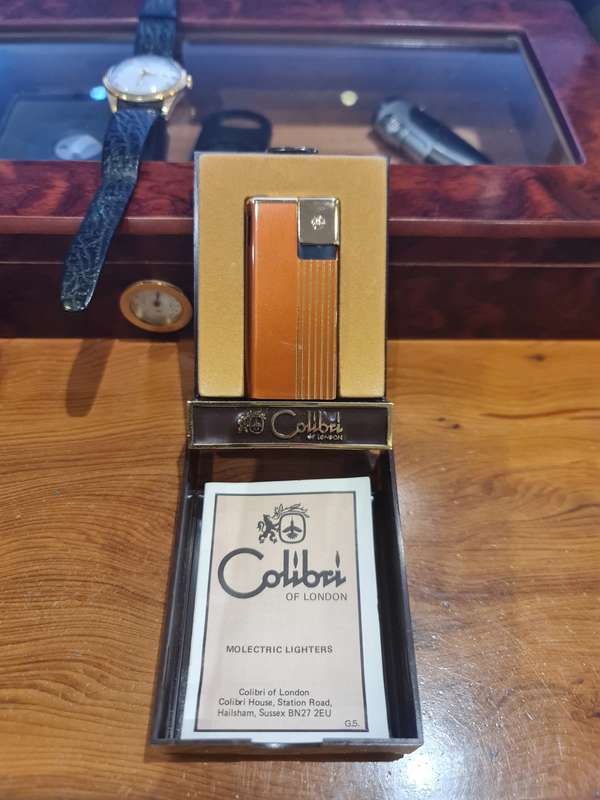 Colibri
OF LONDON
Colibri
OF LONDON
MOLECTRIC LIGHTERS
Colibri of London
Colibri House, Station Road,
Hailsham, Sussex BN27 2EU
G.5.